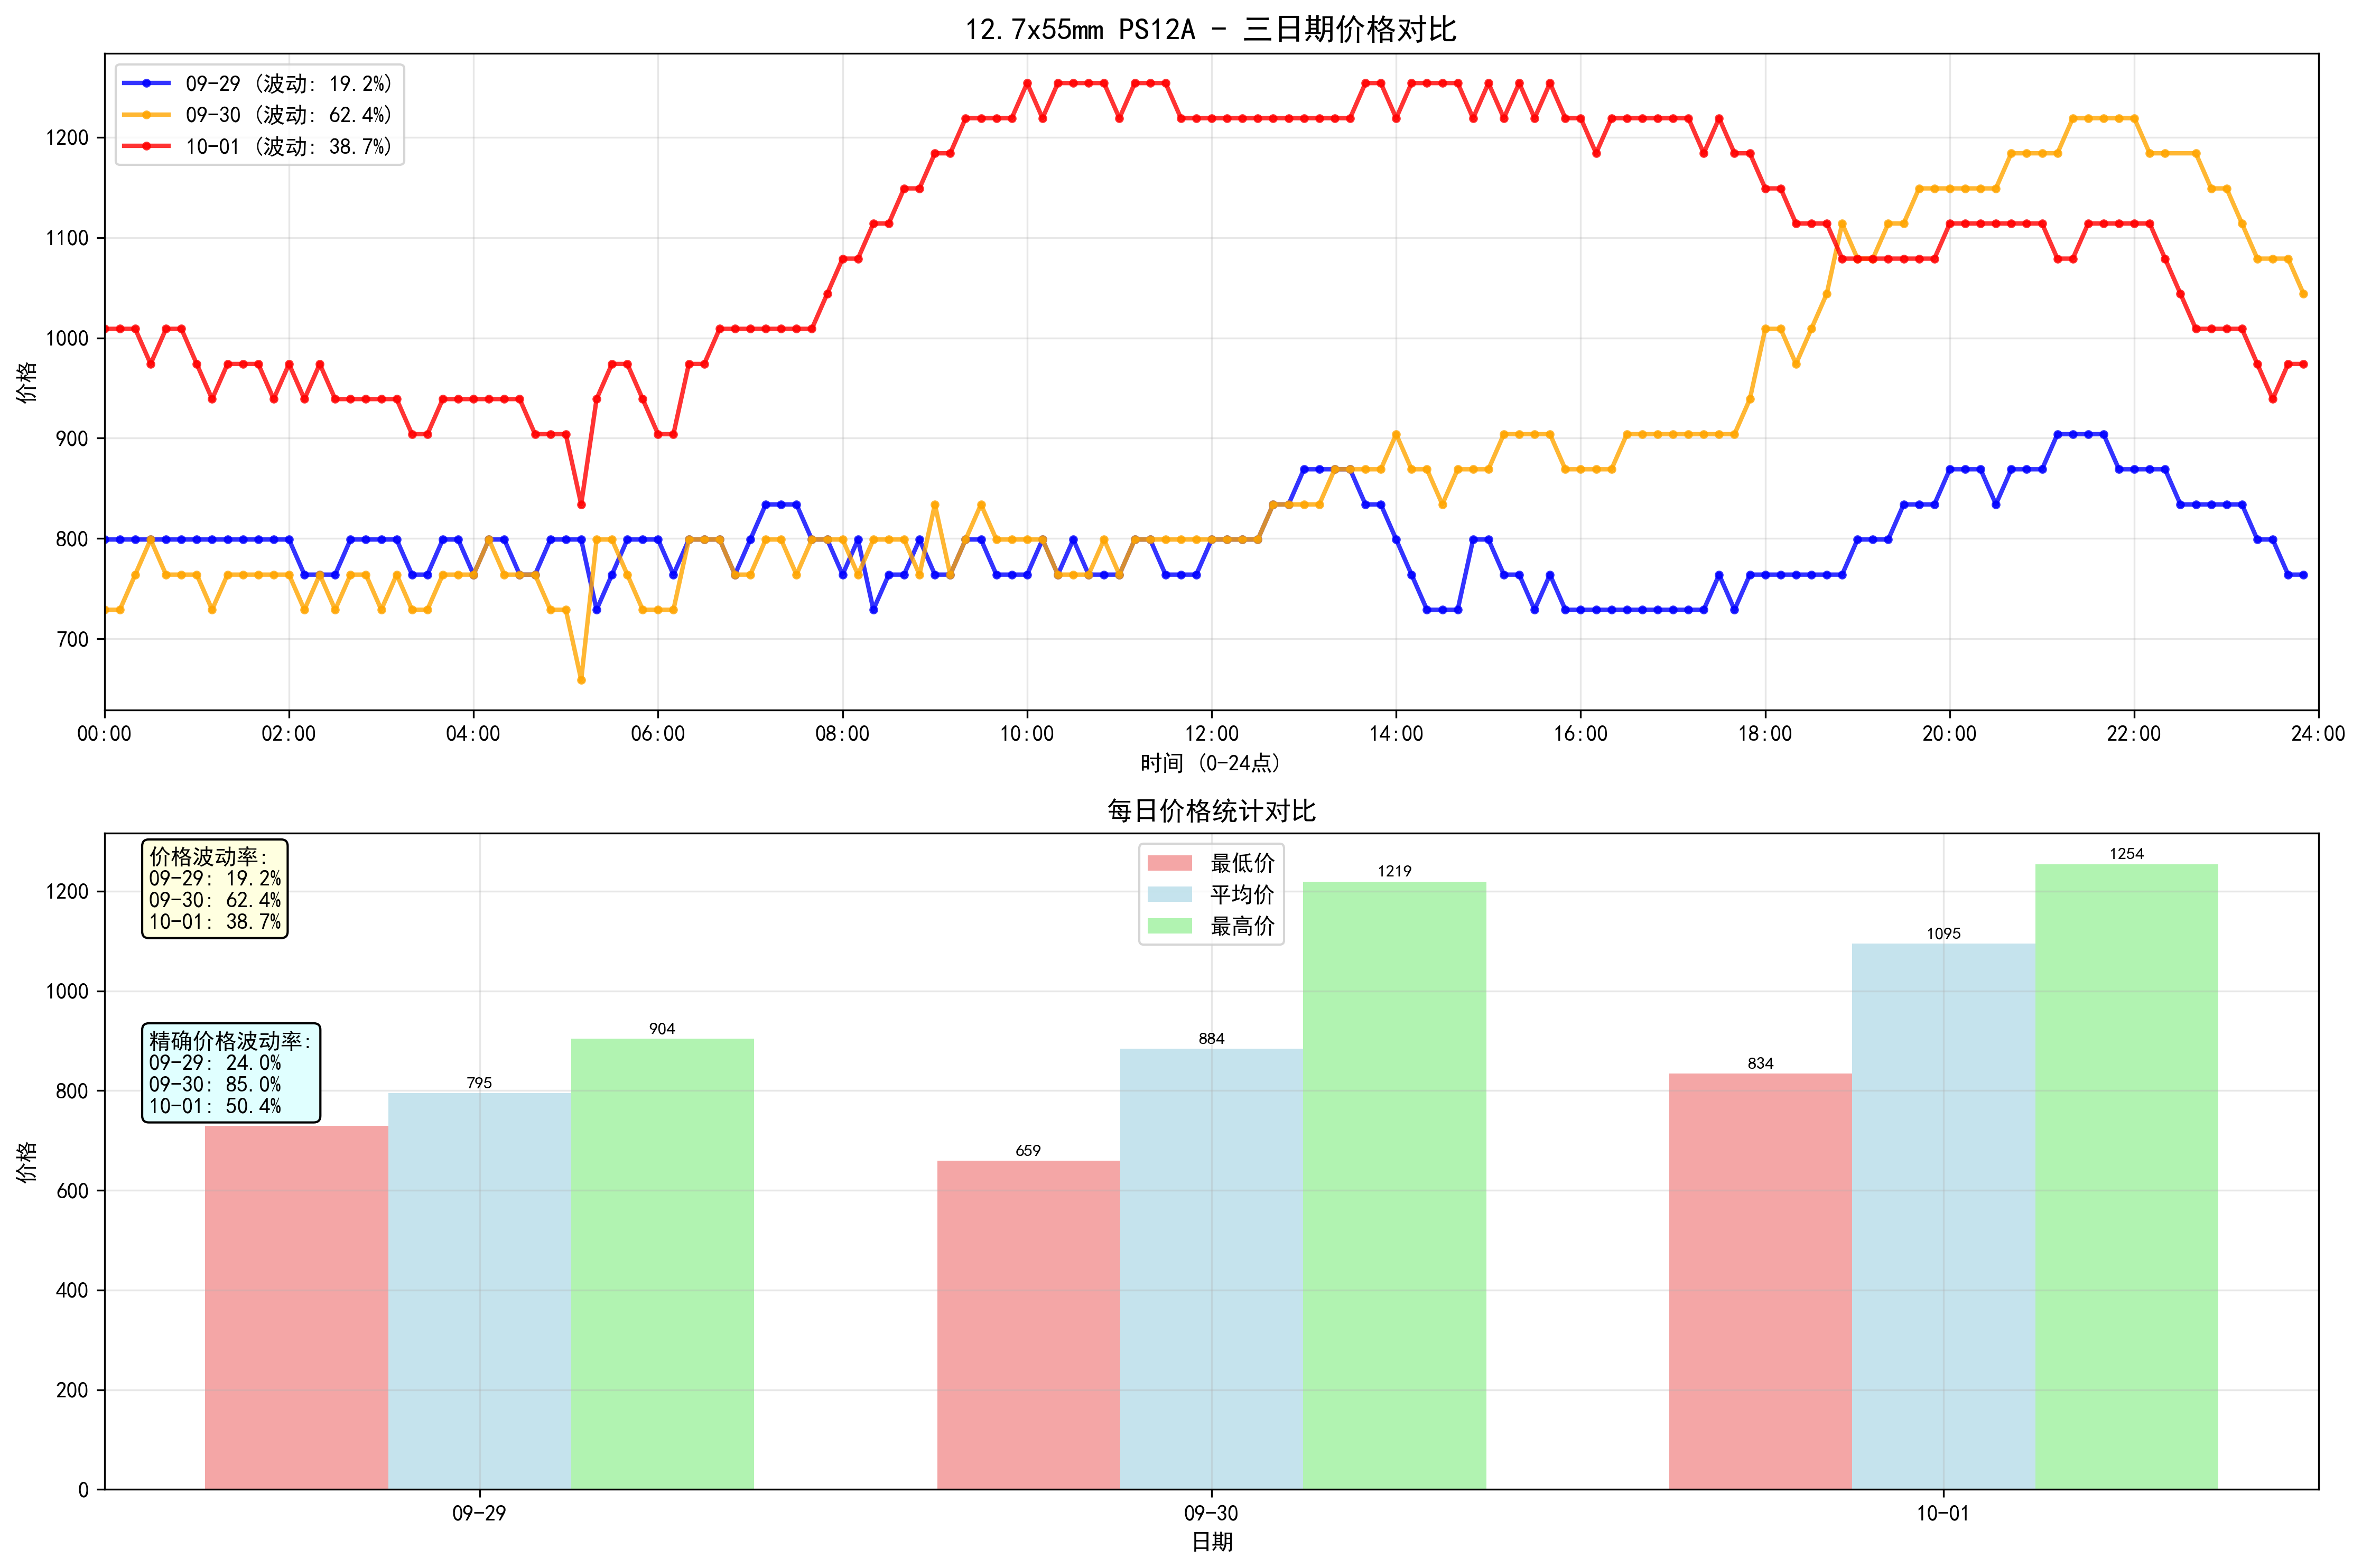 12.7x55mm PS12A - 三日期价格对比
09-29 (波动: 19.2%)
09-30 (波动: 62.4%)
10-01 (波动: 38.7%)
价格
1200
1100
1000
900
800
700
00:00 02:00 04:00 06:00 08:00 10:00 12:00 14:00 16:00 18:00 20:00 22:00 24:00
时间 (0-24点)
每日价格统计对比
价格波动率:
09-29: 19.2%
09-30: 62.4%
10-01: 38.7%
精确价格波动率:
09-29: 24.0%
09-30: 85.0%
10-01: 50.4%
最低价
平均价
最高价
价格
1200
1000
800
600
400
200
0
795
904
659
884
1219
834
1095
1254
09-29 09-30 10-01
日期